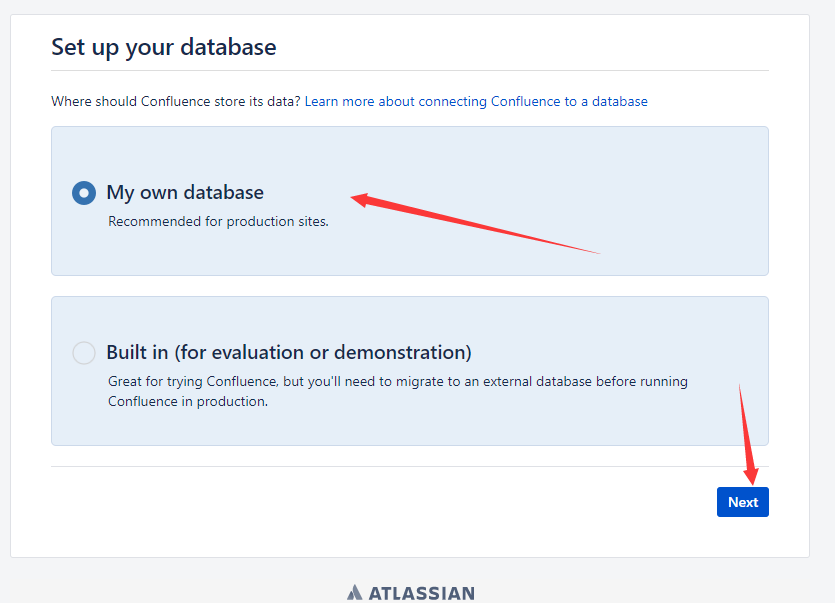 Set up your database
Where should Confluence store its data? Learn more about connecting Confluence to a database
My own database
Recommended for production sites.
Built in (for evaluation or demonstration)
Great for trying Confluence, but you'll need to migrate to an external database before running
Confluence in production.
Next
ATLASSIAN